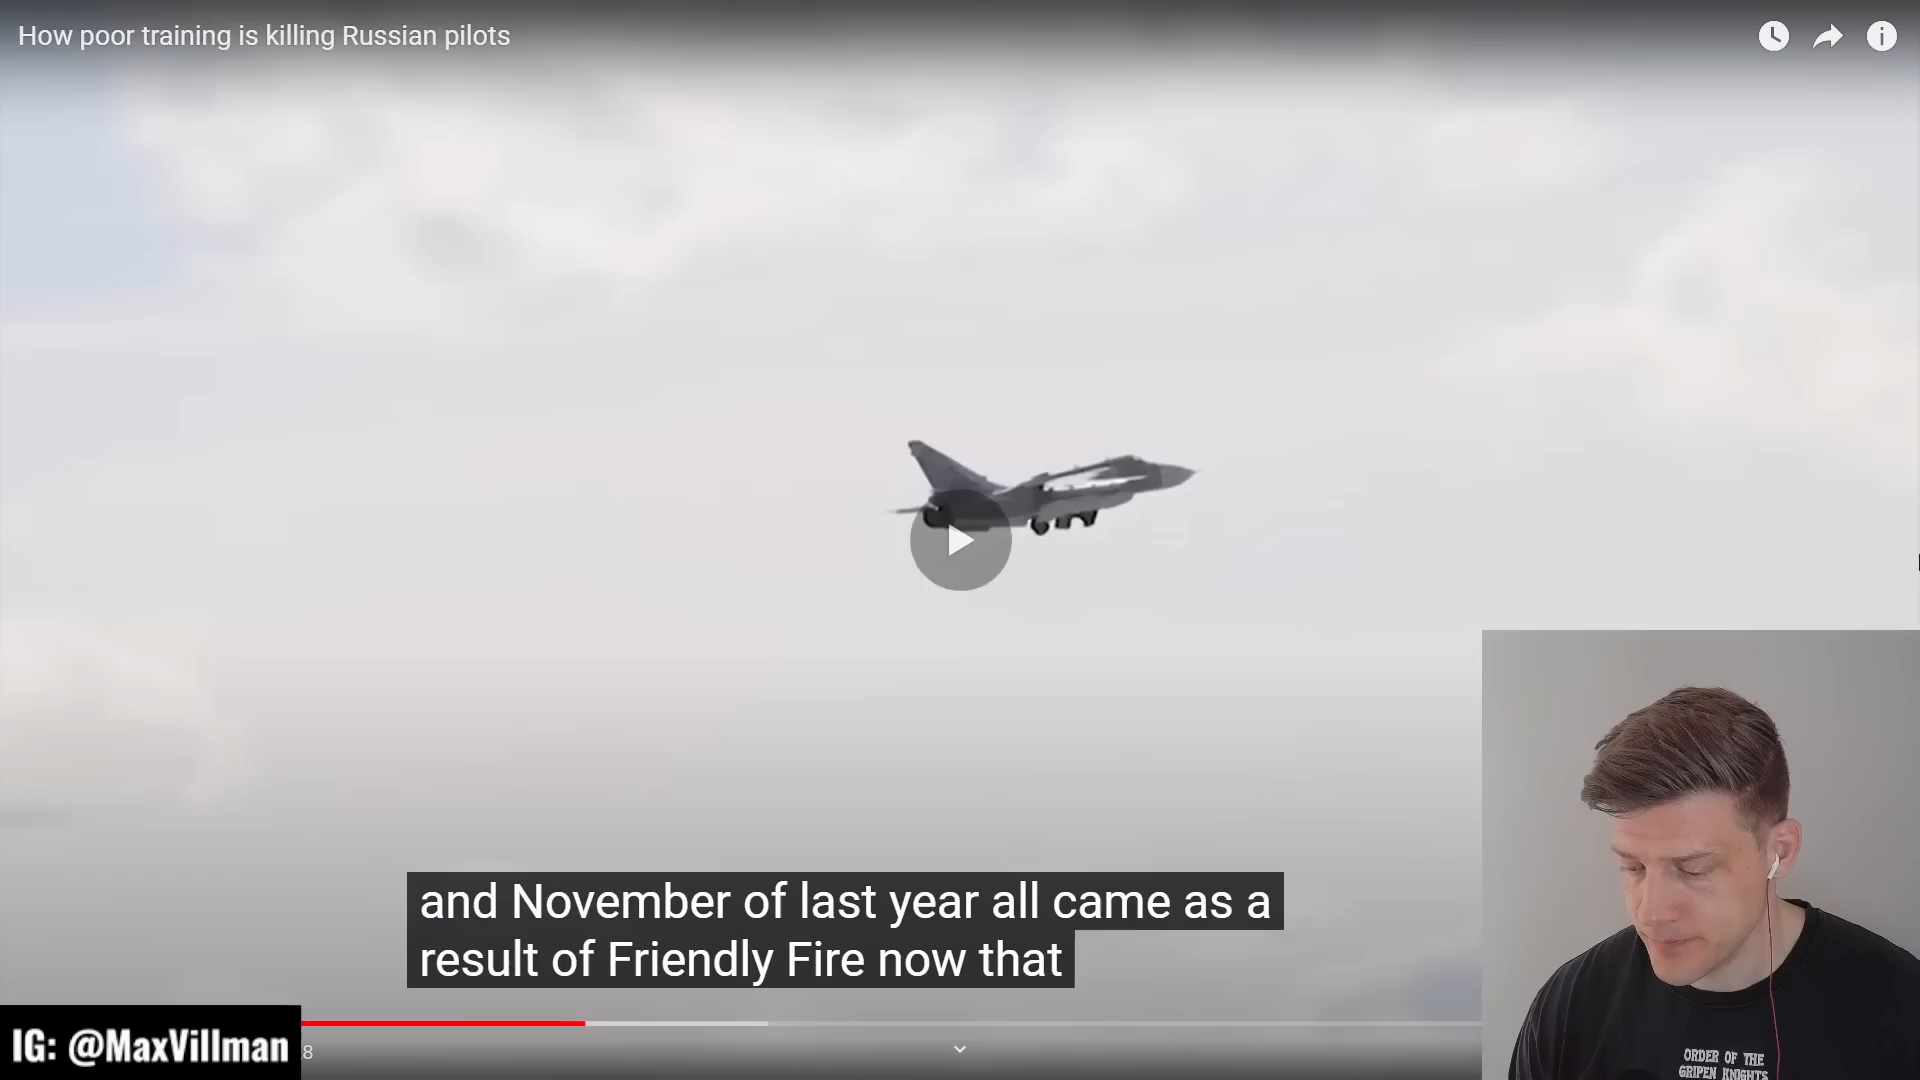 How poor training is killing Russian pilots
and November of last year all came as a
result of Friendly Fire now that
IG: @MaxVillman
8
ORDER OF THE
GRIPEN KNIGHTS